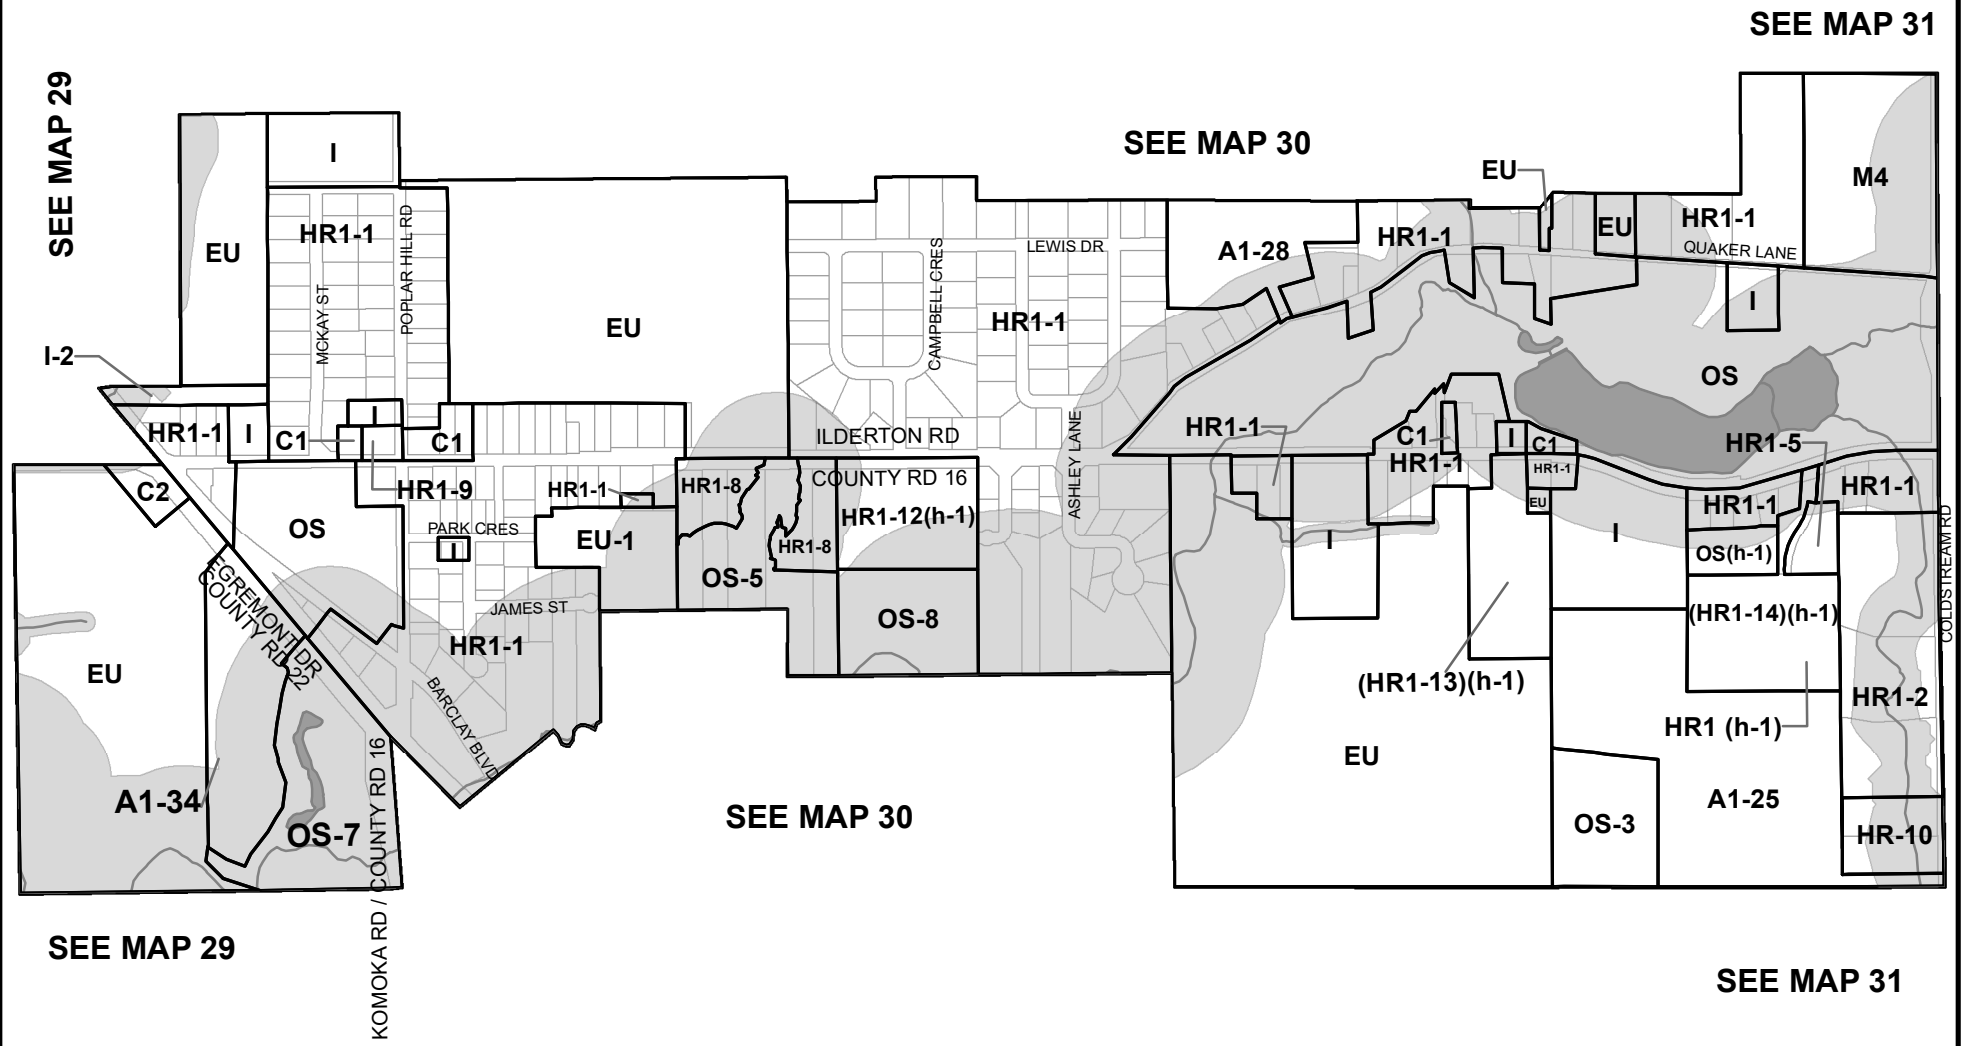 SEE MAP 31
SEE MAP 29
SEE MAP 30
I
EU
M4
HR1-1
POPLAR HILL RD
EU
HR1-1
EU
HR1-1
QUAKER LANE
A1-28
LEWIS DR
CAMPBELL CRES
MCKAY ST
EU
HR1-1
I
I-2
OS
I
HR1-1
I
C1
C1
ILDERTON RD
ASHLEY LANE
HR1-1
C1
HR1-1
I
C1
HR1-1
HR1-5
C2
HR1-9
HR1-1
HR1-8
COUNTY RD 16
HR1-12(h-1)
EU
HR1-1
HR1-1
OS
PARK CRES
I
EU-1
HR1-8
OS-5
I
I
OS(h-1)
COLDSTREAM RD
EGREMONT DR
COUNTY RD 22
JAMES ST
HR1-1
OS-8
(HR1-14)(h-1)
EU
BARCLAY BLVD
(HR1-13)(h-1)
HR1-2
HR1 (h-1)
EU
A1-34
OS-7
KOMOKA RD / COUNTY RD 16
SEE MAP 30
OS-3
A1-25
HR-10
SEE MAP 29
SEE MAP 31